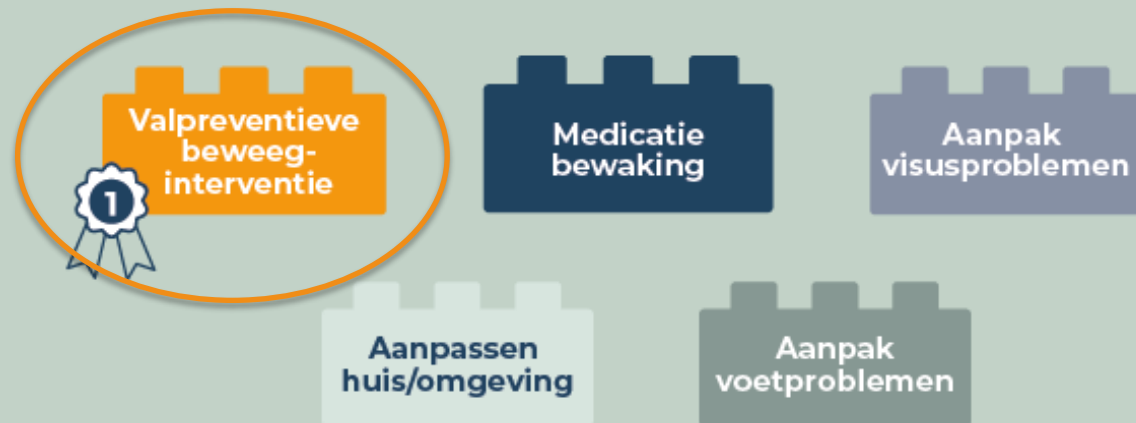 Valpreventieve
beweeg-
interventie
1
Medicatie
bewaking
Aanpak
visusproblemen
Aanpassen
huis/omgeving
Aanpak
voetproblemen